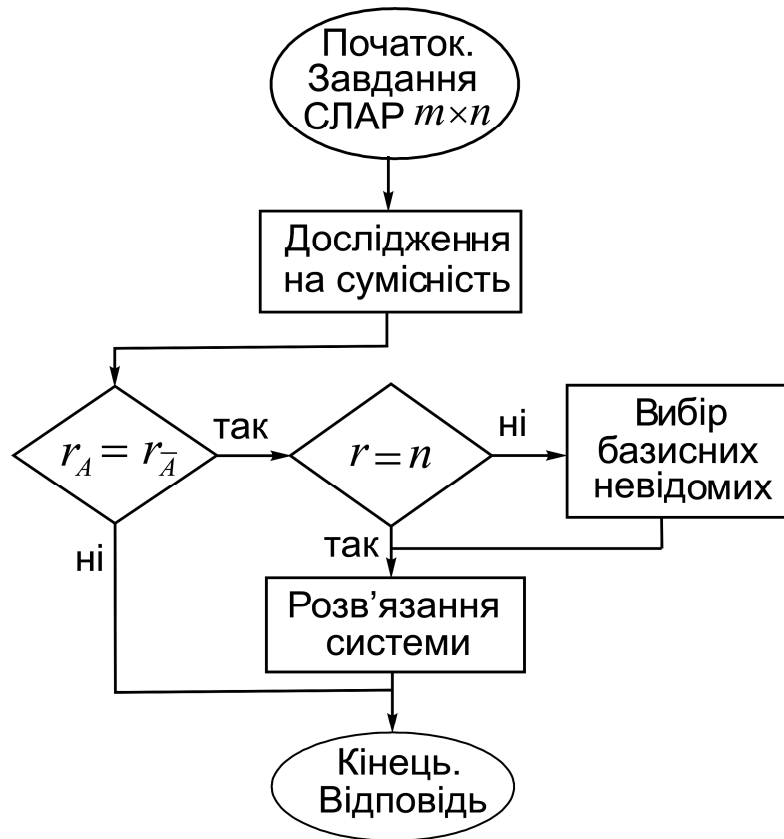 Початок.
Завдання
СЛАР m×n
Дослідження
на сумісність
r_A = r_Ā
так
r = n
ні
Вибір
базисних
невідомих
ні
так
Розв'язання
системи
Кінець.
Відповідь